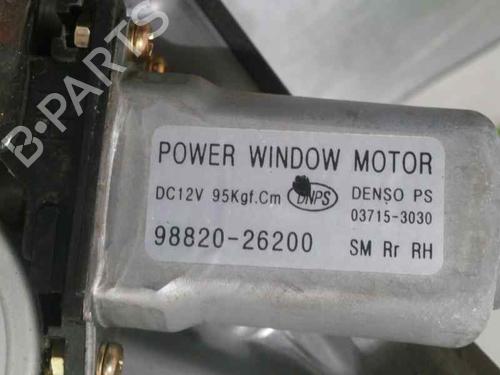 B-PARTS
POWER WINDOW MOTOR
DC12V 95Kgf.Cm DNPS DENSO PS
03715-3030
98820-26200 SM Rr RH